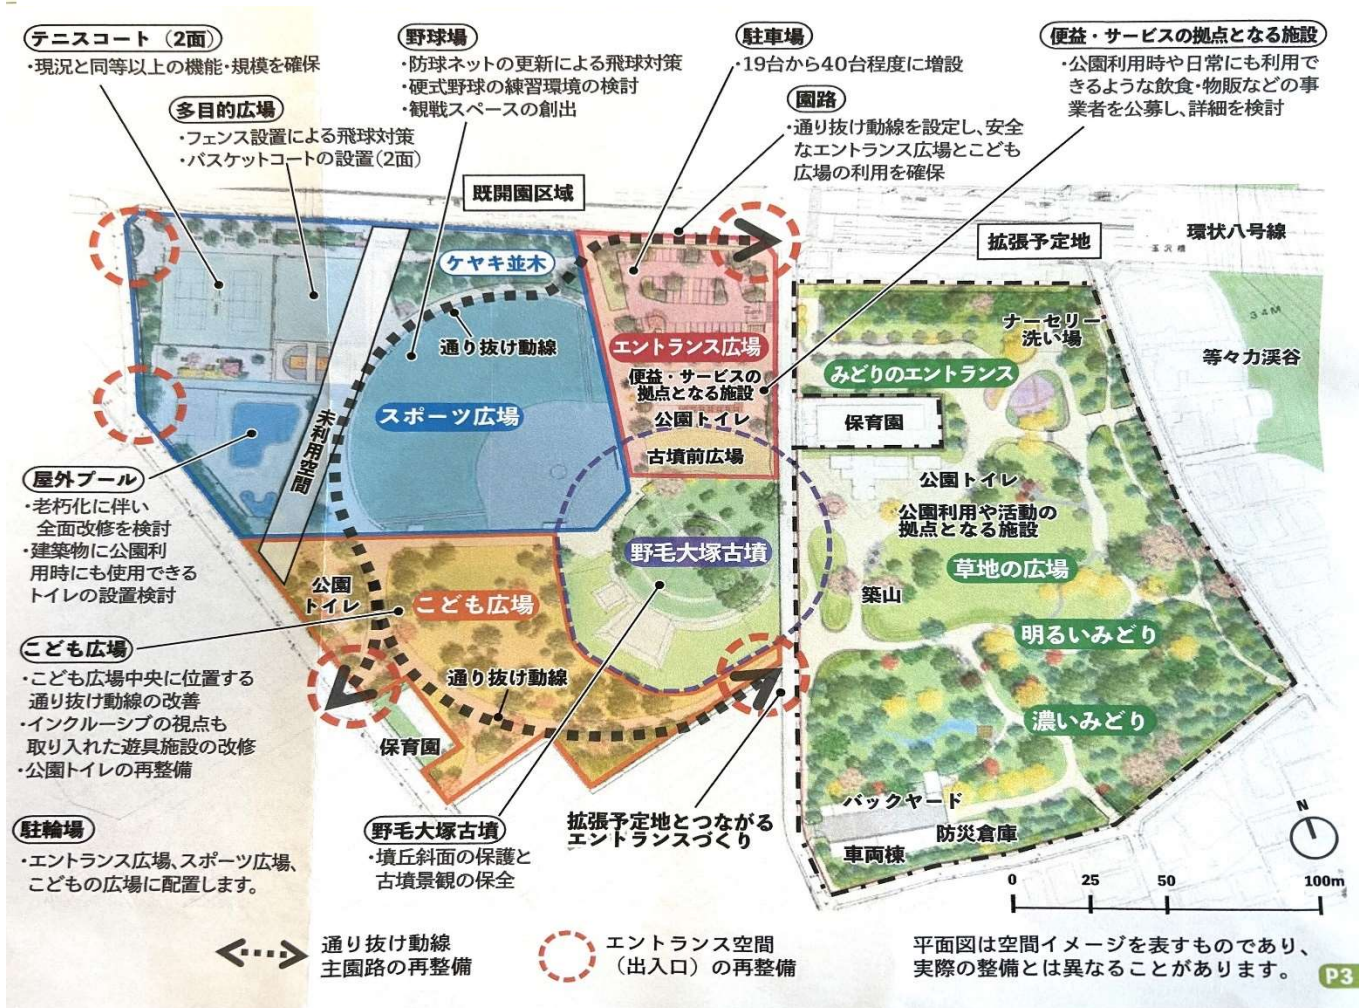 テニスコート（2面）
・現況と同等以上の機能・規模を確保
多目的広場
・フェンス設置による飛球対策
・バスケットコートの設置（2面）
野球場
・防球ネットの更新による飛球対策
・硬式野球の練習環境の検討
・観戦スペースの創出
駐車場
・19台から40台程度に増設
園路
・通り抜け動線を設定し、安全
なエントランス広場とこども
広場の利用を確保
便益・サービスの拠点となる施設
・公園利用時や日常にも利用で
きるような飲食・物販などの事
業者を公募し、詳細を検討
既開園区域
拡張予定地
環状八号線
玉沢橋
34M
等々力渓谷
ケヤキ並木
通り抜け動線
スポーツ広場
未利用空間
エントランス広場
便益・サービスの
拠点となる施設
公園トイレ
古墳前広場
ナーセリー
洗い場
みどりのエントランス
保育園
公園トイレ
公園利用や活動の
拠点となる施設
草地の広場
築山
明るいみどり
濃いみどり
バックヤード
防災倉庫
車両棟
野毛大塚古墳
公園
トイレ
こども広場
通り抜け動線
保育園
屋外プール
・老朽化に伴い
全面改修を検討
・建築物に公園利
用時にも使用できる
トイレの設置検討
こども広場
・こども広場中央に位置する
通り抜け動線の改善
・インクルーシブの視点も
取り入れた遊具施設の改修
・公園トイレの再整備
駐輪場
・エントランス広場、スポーツ広場、
こどもの広場に配置します。
野毛大塚古墳
・墳丘斜面の保護と
古墳景観の保全
拡張予定地とつながる
エントランスづくり
N
0 25 50 100m
通り抜け動線
主園路の再整備
エントランス空間
（出入口）の再整備
平面図は空間イメージを表すものであり、
実際の整備とは異なることがあります。
P3